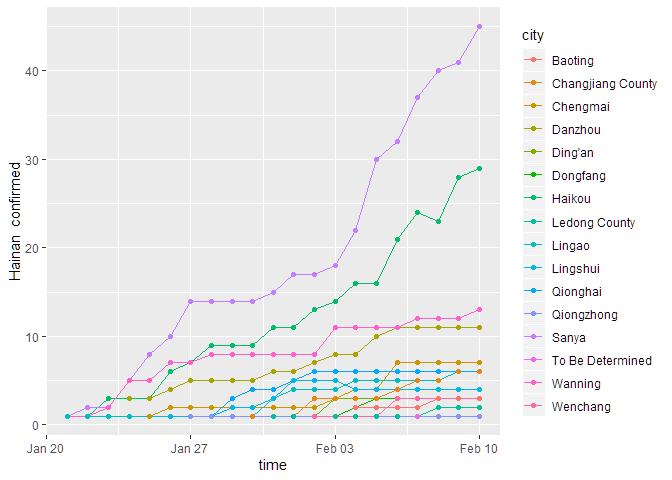 city
Baoting
Changjiang County
Chengmai
Danzhou
Ding'an
Dongfang
Haikou
Ledong County
Lingao
Lingshui
Qionghai
Qiongzhong
Sanya
To Be Determined
Wanning
Wenchang
Hainan confirmed
40
30
20
10
0
Jan 20
Jan 27
Feb 03
Feb 10
time